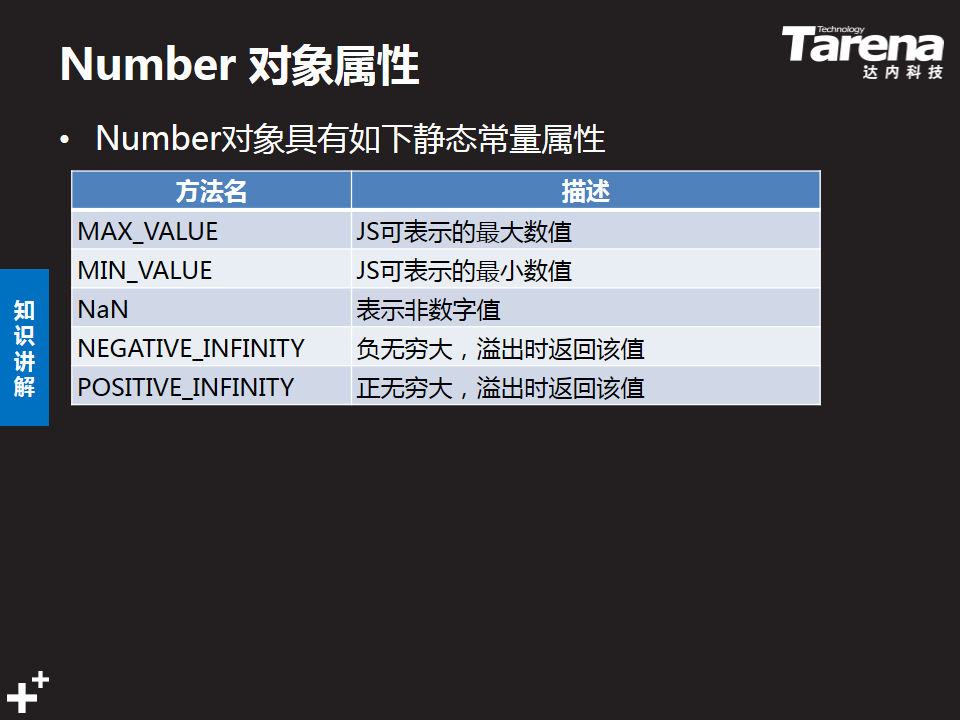 Number 对象属性
Technology
Tarena
达内科技
• Number对象具有如下静态常量属性
方法名 描述
MAX_VALUE JS可表示的最大数值
MIN_VALUE JS可表示的最小数值
NaN 表示非数字值
NEGATIVE_INFINITY 负无穷大，溢出时返回该值
POSITIVE_INFINITY 正无穷大，溢出时返回该值
知识讲解